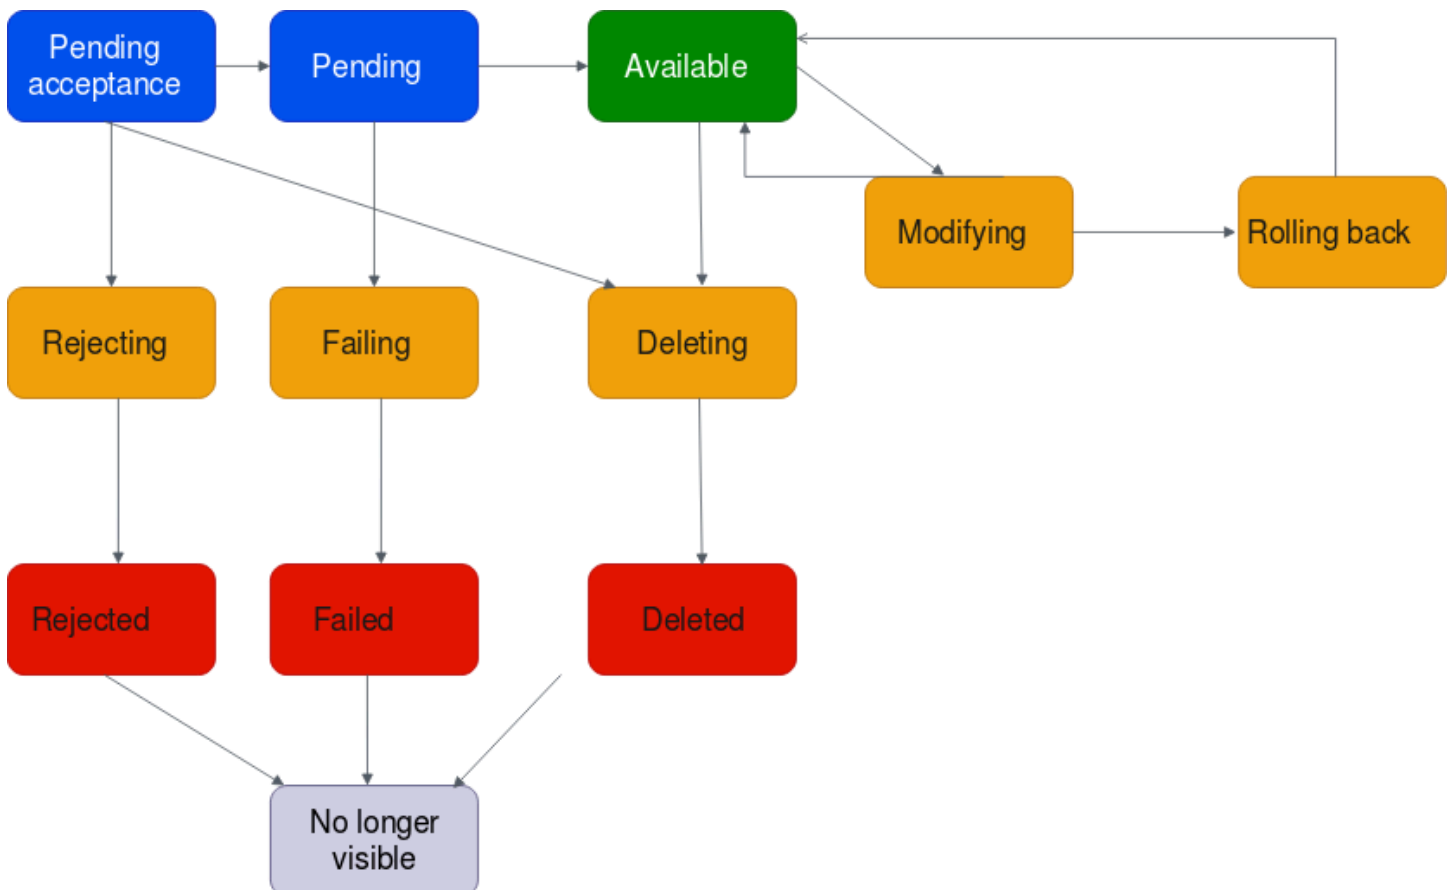 Pending
acceptance
Pending
Available
Modifying
Rolling back
Rejecting
Failing
Deleting
Rejected
Failed
Deleted
No longer
visible